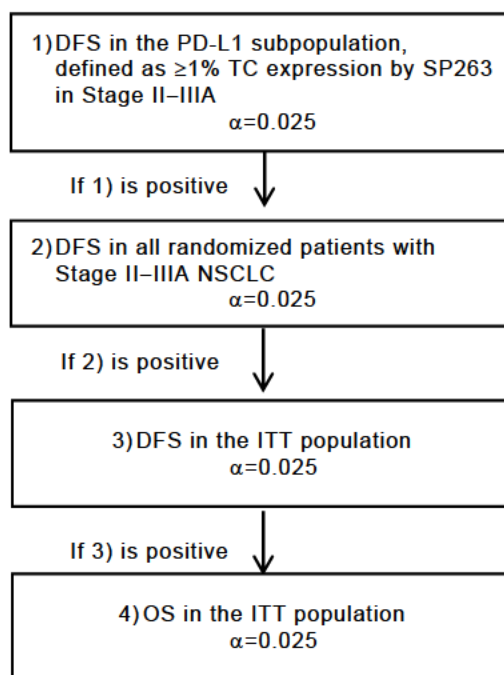 1) DFS in the PD-L1 subpopulation,
defined as ≥1% TC expression by SP263
in Stage II–IIIA
α=0.025
If 1) is positive
2) DFS in all randomized patients with
Stage II–IIIA NSCLC
α=0.025
If 2) is positive
3) DFS in the ITT population
α=0.025
If 3) is positive
4) OS in the ITT population
α=0.025